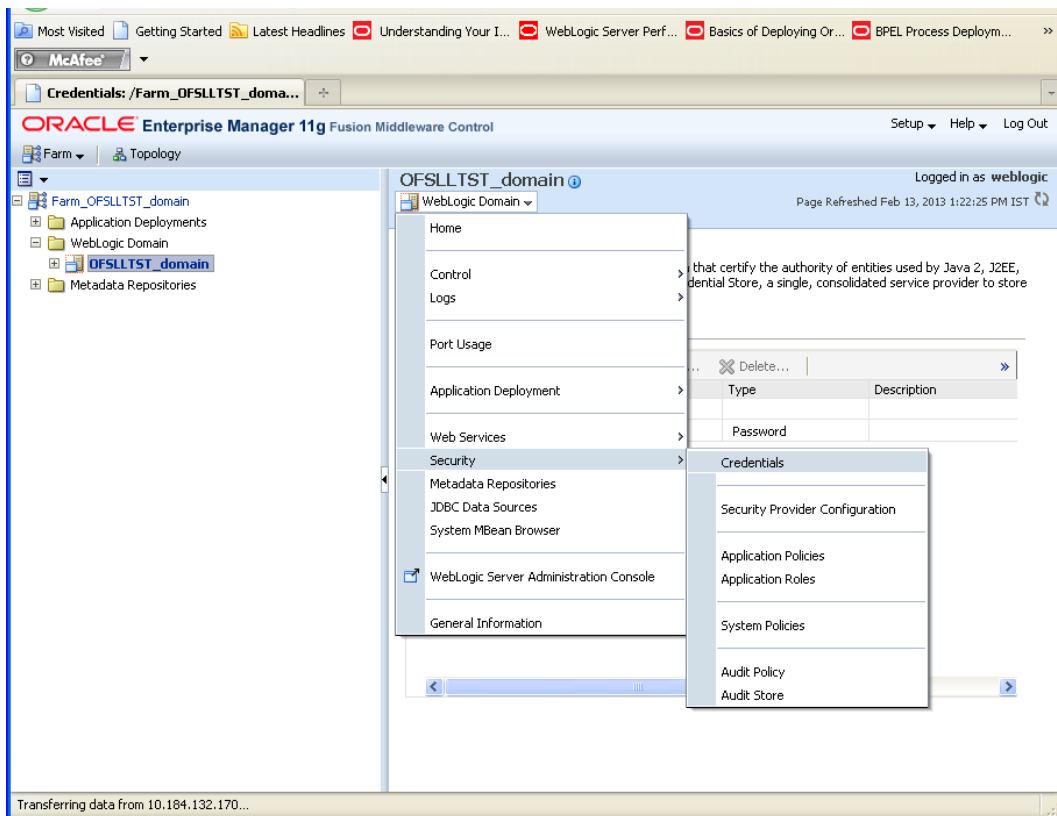 Most Visited Getting Started Latest Headlines Understanding Your I... WebLogic Server Perf... Basics of Deploying Or... BPEL Process Deploym... »
McAfee
Credentials: /Farm_OFSLLTST_doma...
ORACLE Enterprise Manager 11g Fusion Middleware Control
Setup Help Log Out
Farm Topology
Farm_OFSLLTST_domain
Application Deployments
WebLogic Domain
OFSLLTST_domain
Metadata Repositories
OFSLLTST_domain
Logged in as weblogic
WebLogic Domain
Page Refreshed Feb 13, 2013 1:22:25 PM IST
that certify the authority of entities used by Java 2, J2EE,
dential Store, a single, consolidated service provider to store
... Delete... »
Type Description
Password
Home
Control
Logs
Port Usage
Application Deployment
Web Services
Security
Metadata Repositories
JDBC Data Sources
System MBean Browser
WebLogic Server Administration Console
General Information
Credentials
Security Provider Configuration
Application Policies
Application Roles
System Policies
Audit Policy
Audit Store
Transferring data from 10.184.132.170...